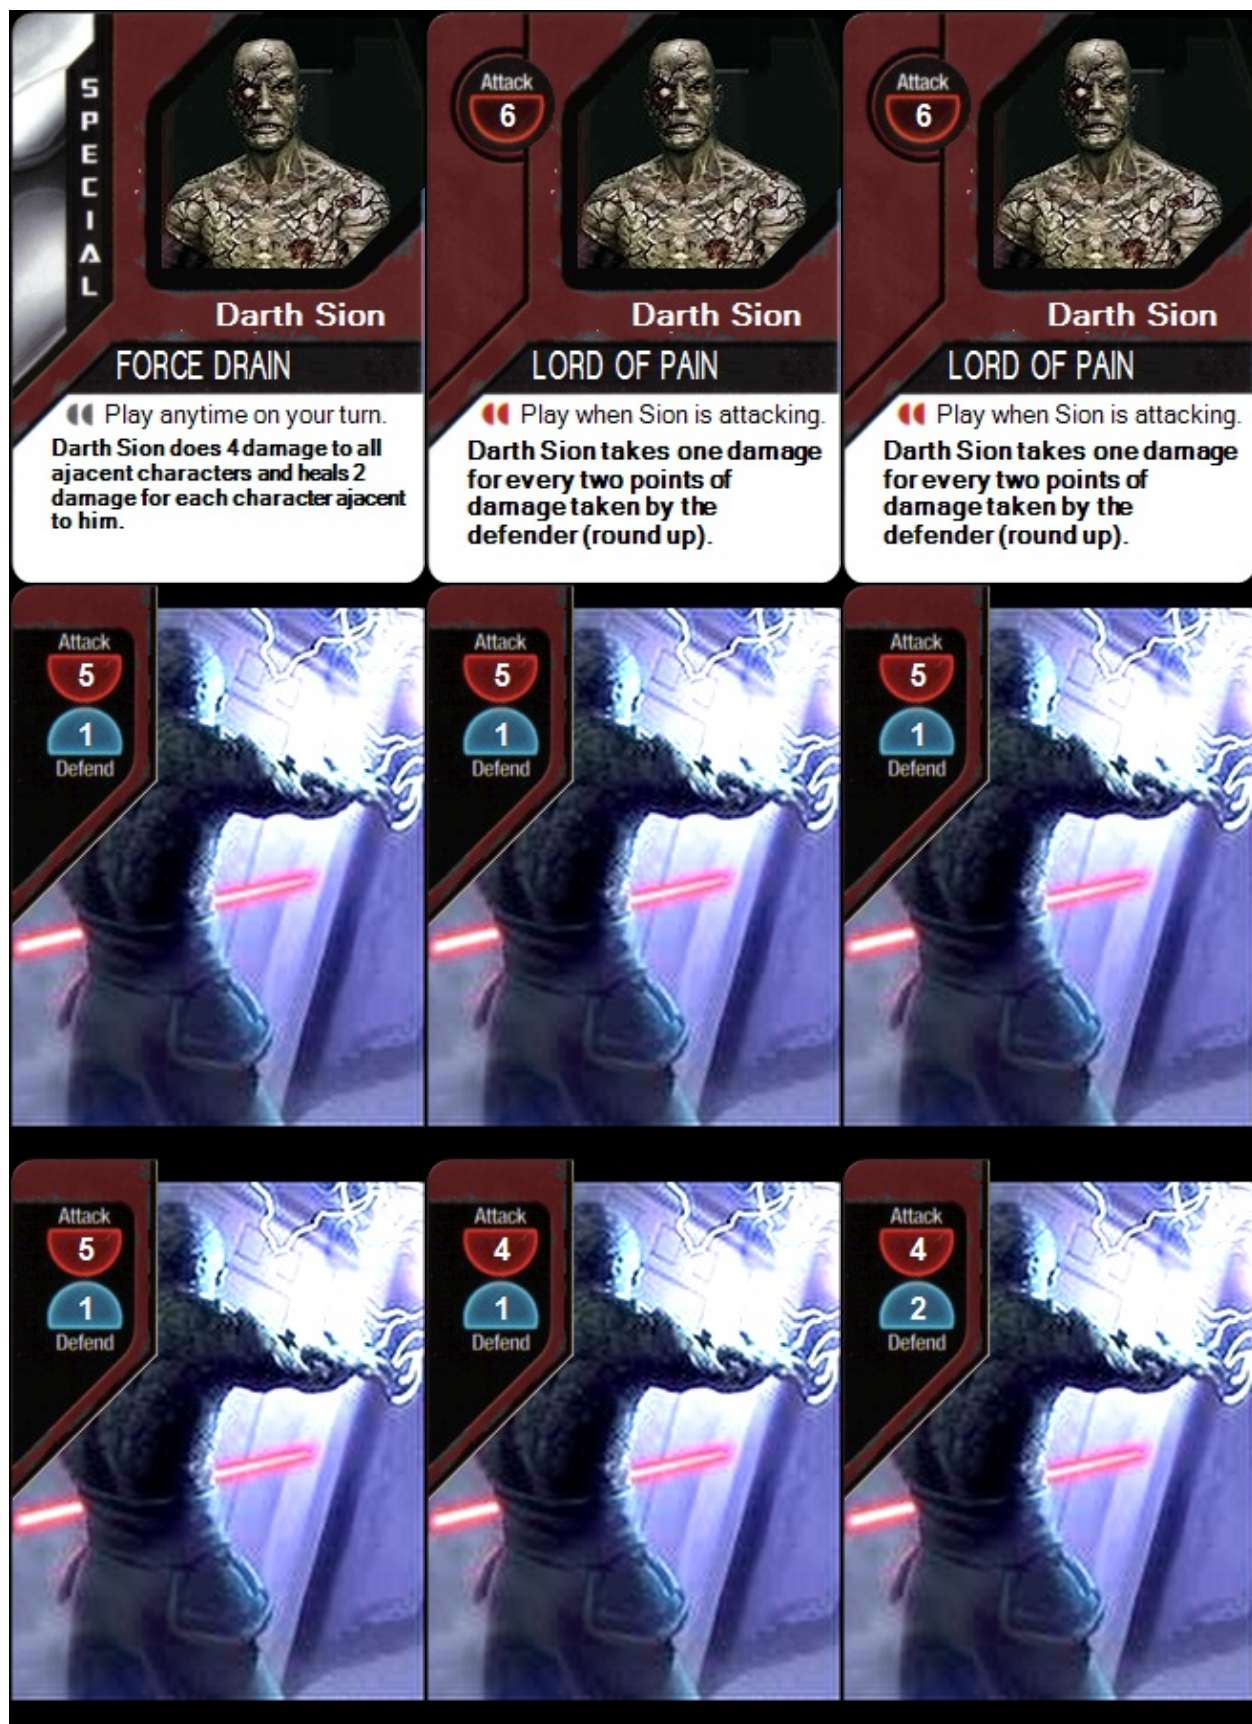 SPECIAL
Darth Sion
FORCE DRAIN
Play anytime on your turn.
Darth Sion does 4 damage to all
ajacent characters and heals 2
damage for each character ajacent
to him.
Attack
6
Darth Sion
LORD OF PAIN
Play when Sion is attacking.
Darth Sion takes one damage
for every two points of
damage taken by the
defender (round up).
Attack
6
Darth Sion
LORD OF PAIN
Play when Sion is attacking.
Darth Sion takes one damage
for every two points of
damage taken by the
defender (round up).
Attack
5
1
Defend
Attack
5
1
Defend
Attack
5
1
Defend
Attack
5
1
Defend
Attack
4
1
Defend
Attack
4
2
Defend